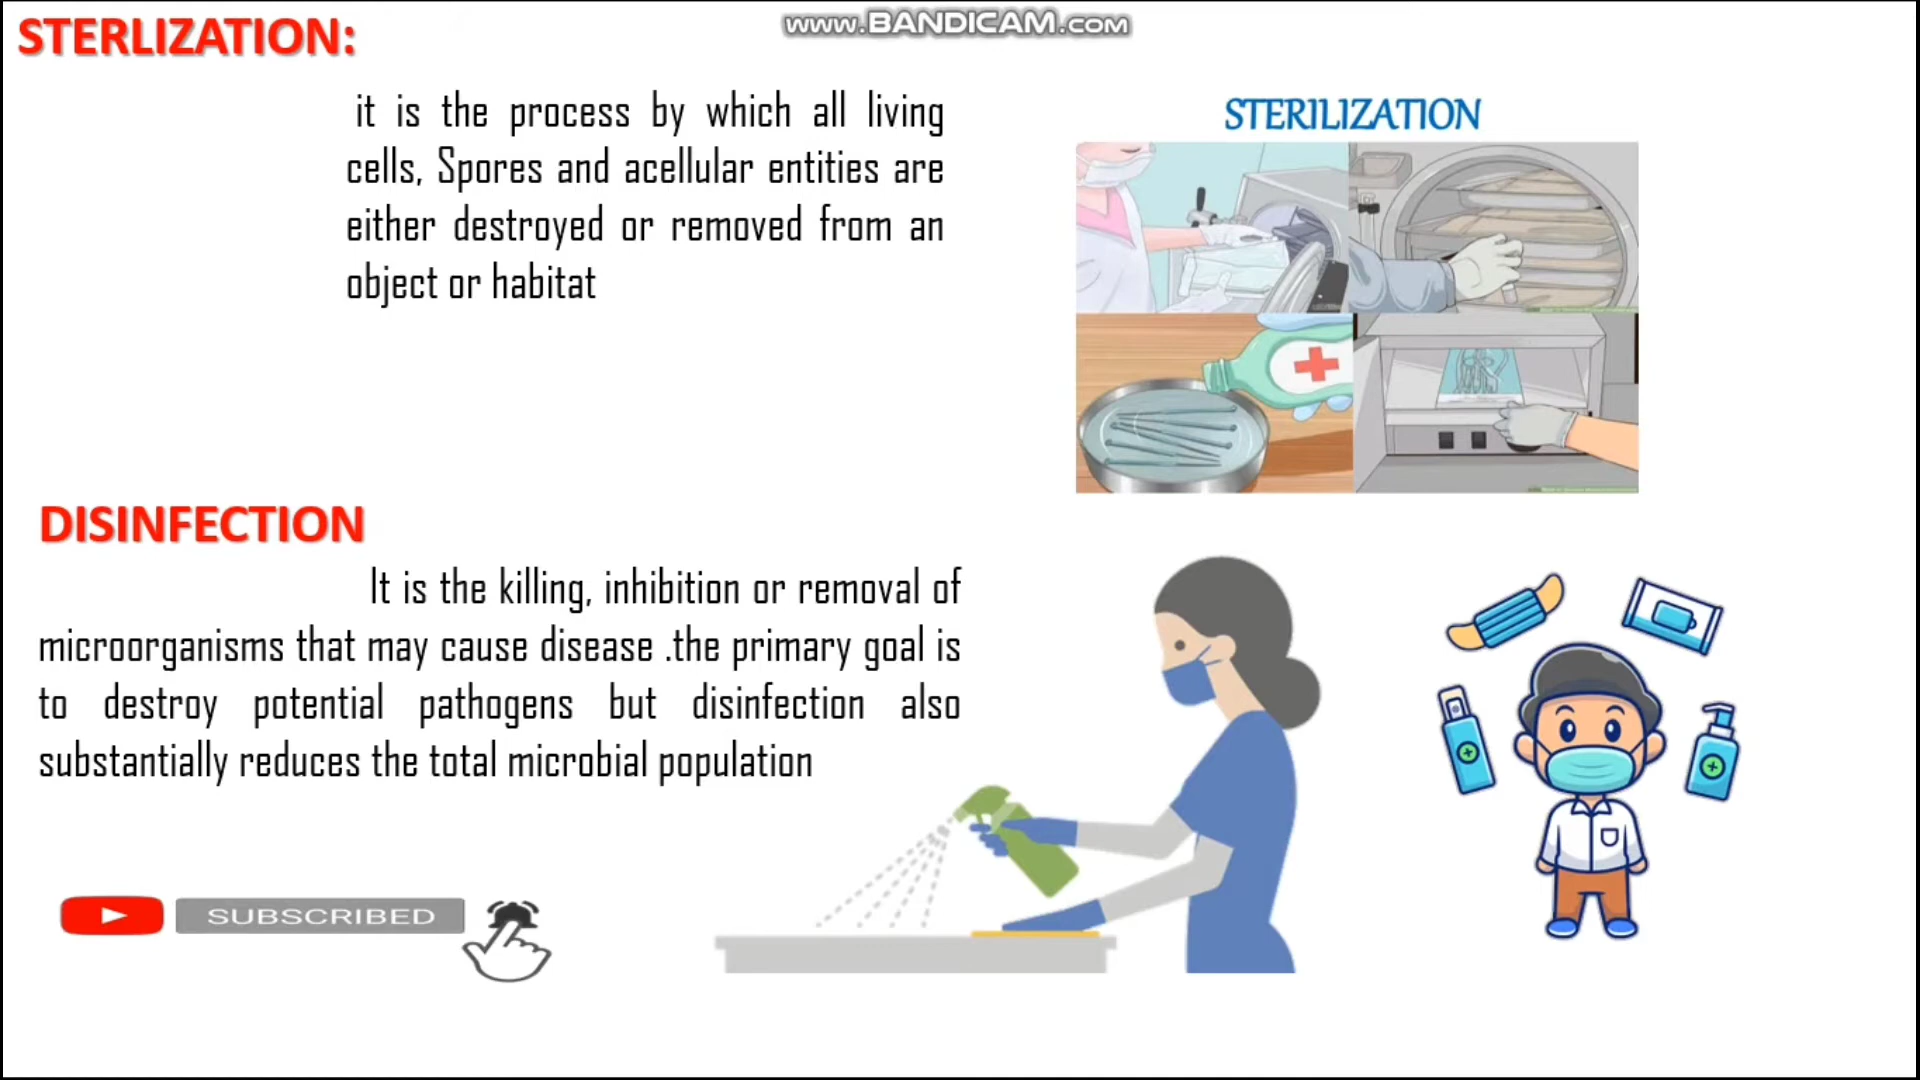 www.BANDICAM.com
STERLIZATION:
it is the process by which all living
cells, Spores and acellular entities are
either destroyed or removed from an
object or habitat
STERILIZATION
DISINFECTION
It is the killing, inhibition or removal of
microorganisms that may cause disease .the primary goal is
to destroy potential pathogens but disinfection also
substantially reduces the total microbial population
SUBSCRIBED